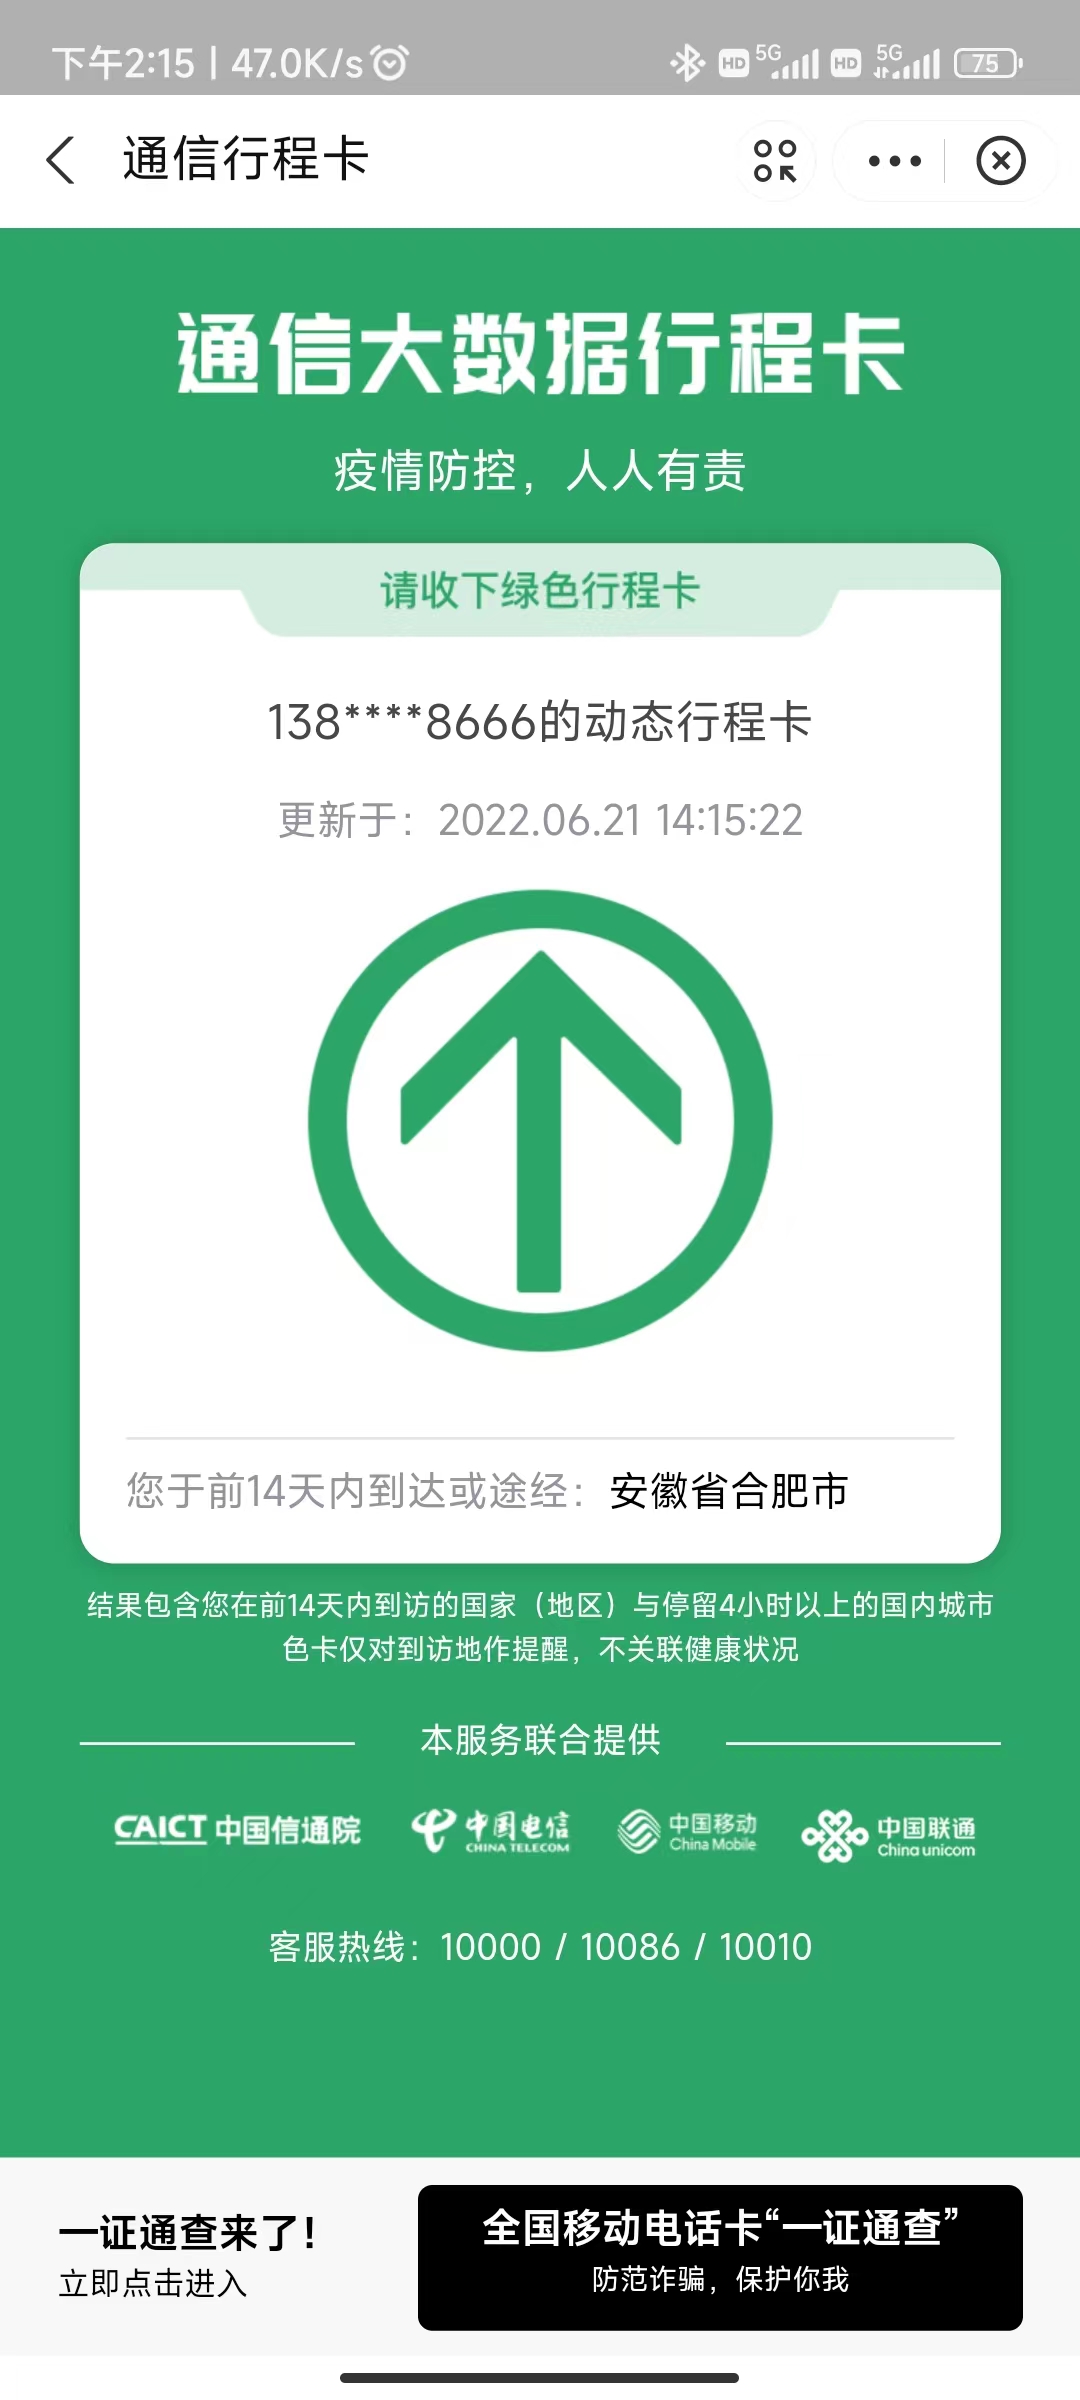 下午2:15 | 47.0K/s
HD 5G HD 5G 75
通信行程卡
通信大数据行程卡
疫情防控，人人有责
请收下绿色行程卡
138****8666的动态行程卡
更新于：2022.06.21 14:15:22
您于前14天内到达或途经：安徽省合肥市
结果包含您在前14天内到访的国家（地区）与停留4小时以上的国内城市
色卡仅对到访地作提醒，不关联健康状况
本服务联合提供
CAICT 中国信通院 中国电信 CHINA TELECOM 中国移动 China Mobile 中国联通 China unicom
客服热线：10000 / 10086 / 10010
一证通查来了！
立即点击进入
全国移动电话卡“一证通查”
防范诈骗，保护你我